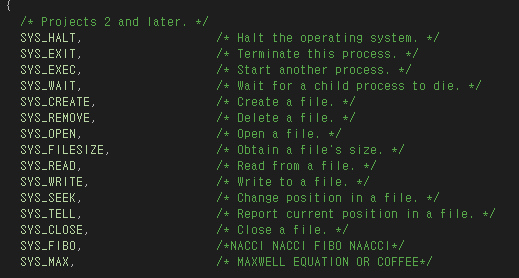 {
/* Projects 2 and later. */
SYS_HALT, /* Halt the operating system. */
SYS_EXIT, /* Terminate this process. */
SYS_EXEC, /* Start another process. */
SYS_WAIT, /* Wait for a child process to die. */
SYS_CREATE, /* Create a file. */
SYS_REMOVE, /* Delete a file. */
SYS_OPEN, /* Open a file. */
SYS_FILESIZE, /* Obtain a file's size. */
SYS_READ, /* Read from a file. */
SYS_WRITE, /* Write to a file. */
SYS_SEEK, /* Change position in a file. */
SYS_TELL, /* Report current position in a file. */
SYS_CLOSE, /* Close a file. */
SYS_FIBO, /*NACCI NACCI FIBO NAACCI*/
SYS_MAX, /* MAXWELL EQUATION OR COFFEE*/